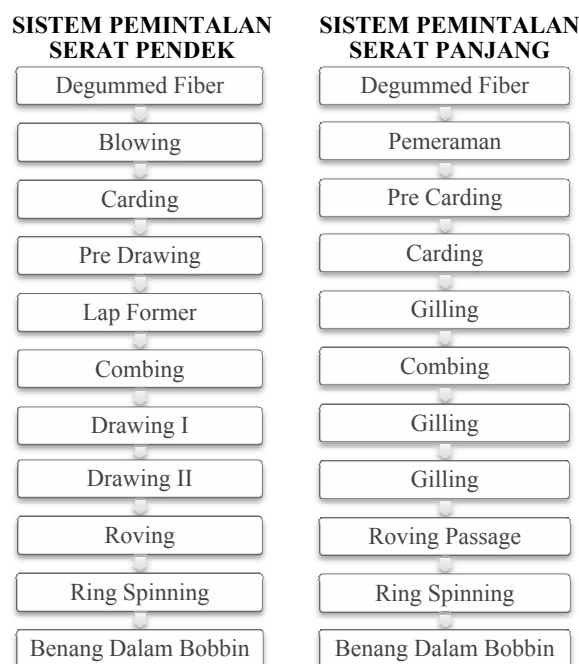 SISTEM PEMINTALAN
SERAT PENDEK
Degummed Fiber
Blowing
Carding
Pre Drawing
Lap Former
Combing
Drawing I
Drawing II
Roving
Ring Spinning
Benang Dalam Bobbin
SISTEM PEMINTALAN
SERAT PANJANG
Degummed Fiber
Pemeraman
Pre Carding
Carding
Gilling
Combing
Gilling
Gilling
Roving Passage
Ring Spinning
Benang Dalam Bobbin